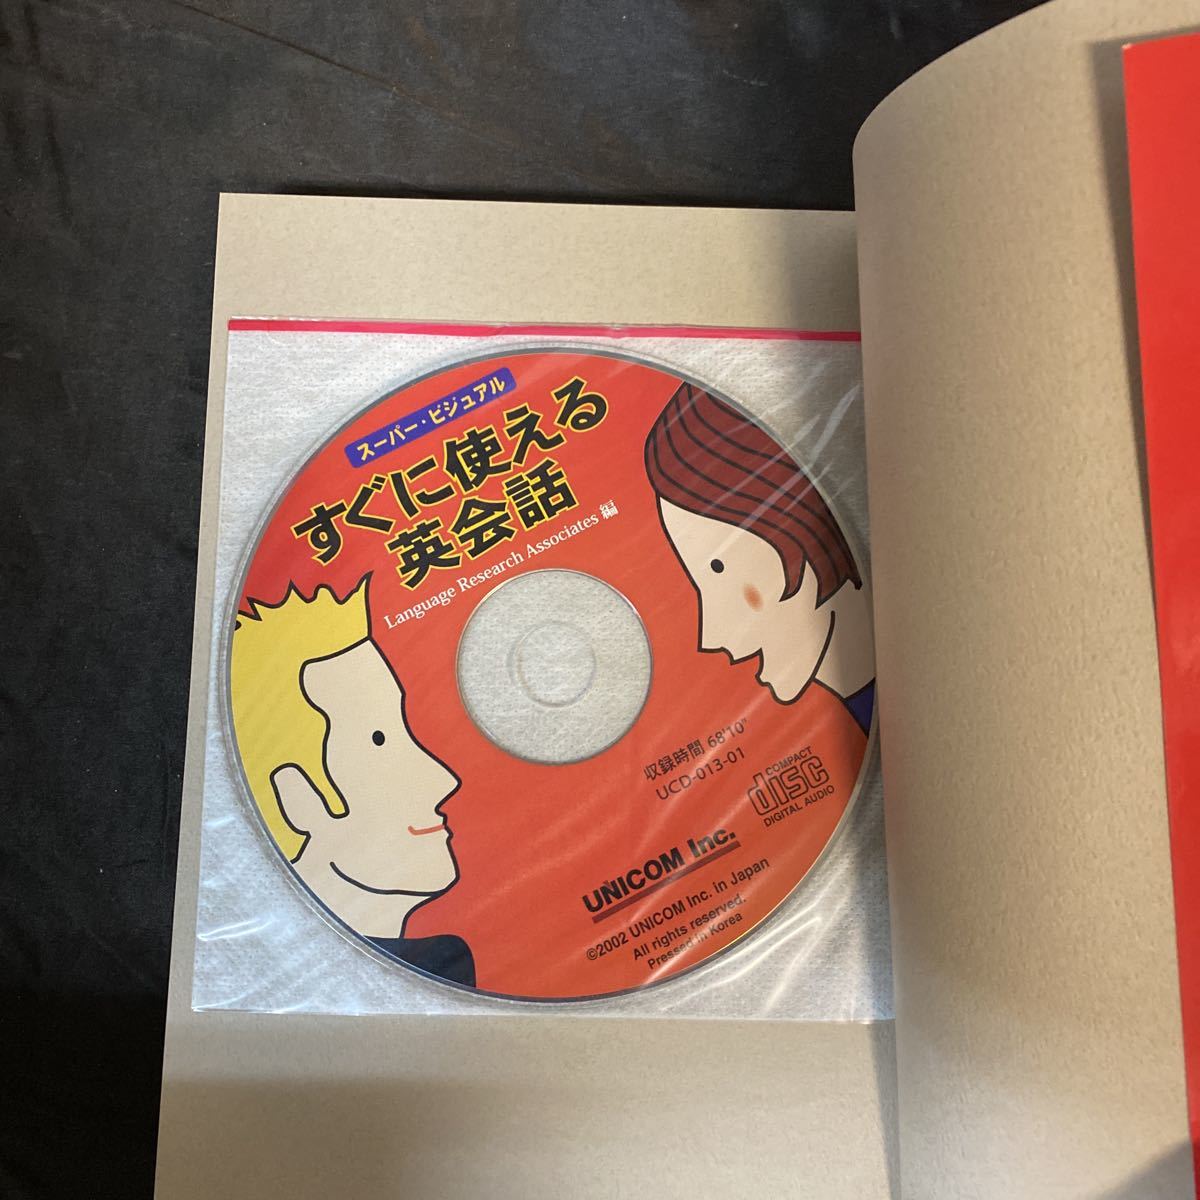 スーパー・ビジュアル
すぐに使える
英会話
Language Research Associates 編
収録時間 68'10"
UCD-013-01
COMPACT
disc
DIGITAL AUDIO
UNICOM Inc.
©2002 UNICOM Inc. in Japan
All rights reserved.
Pressed in Korea